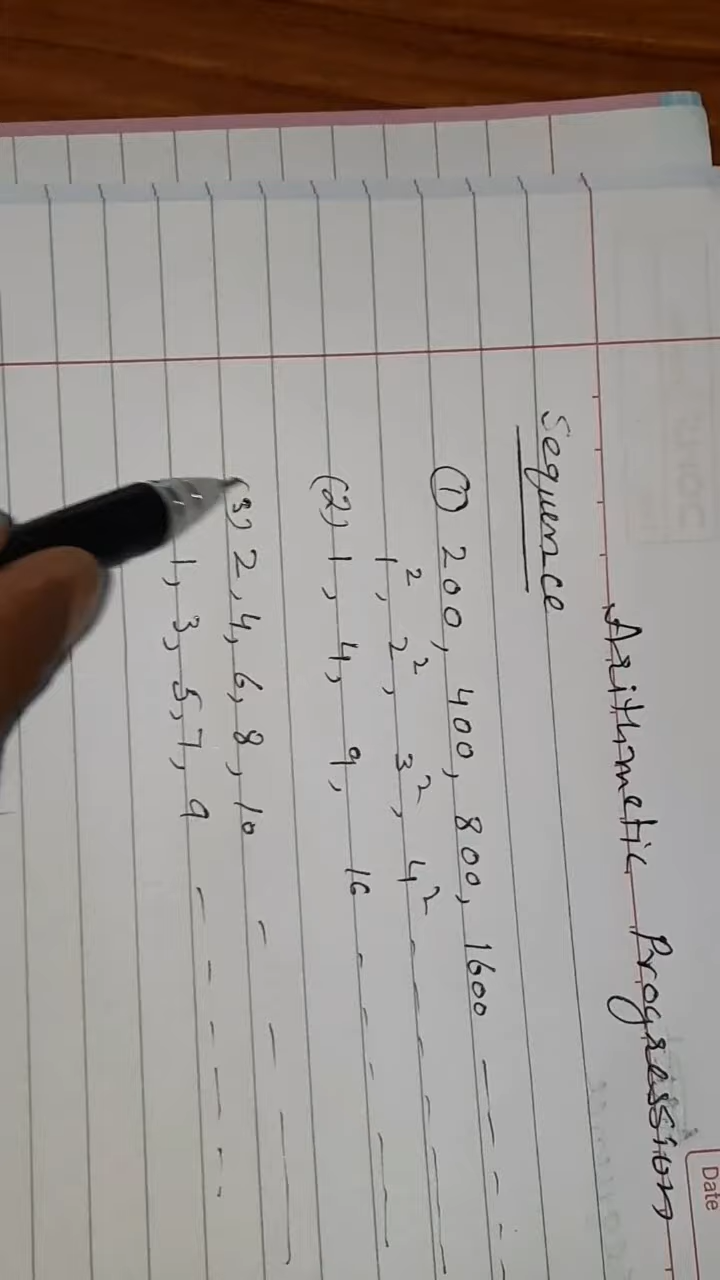 Date
Arithmetic Progression
Sequence
① 200, 400, 800, 1600 - - - -
1², 2², 3², 4² - - - - -
(2) 1, 4, 9, 16 - - - -
(3) 2, 4, 6, 8, 10 - - - -
1, 3, 5, 7, 9 - - - - - -